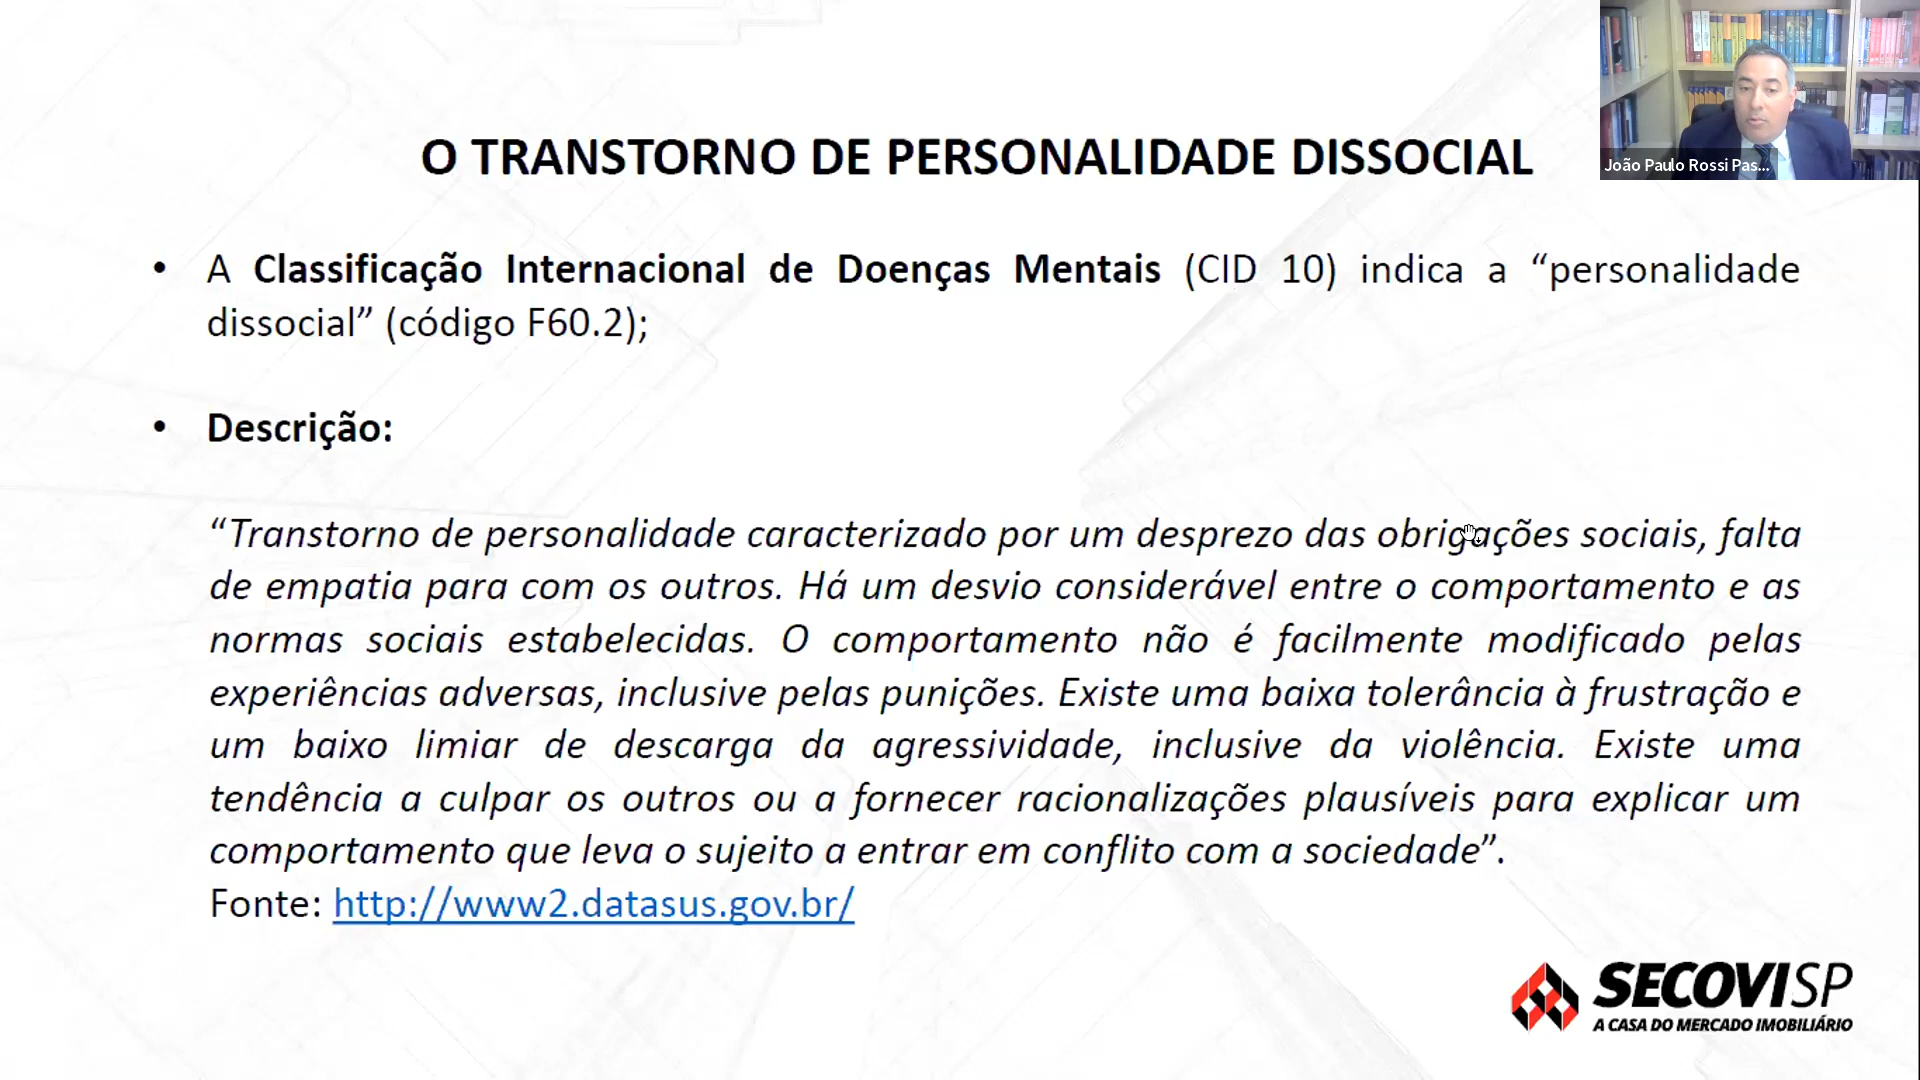 O TRANSTORNO DE PERSONALIDADE DISSOCIAL
João Paulo Rossi Pas...
• A Classificação Internacional de Doenças Mentais (CID 10) indica a “personalidade
dissocial” (código F60.2);
• Descrição:
“Transtorno de personalidade caracterizado por um desprezo das obrigações sociais, falta
de empatia para com os outros. Há um desvio considerável entre o comportamento e as
normas sociais estabelecidas. O comportamento não é facilmente modificado pelas
experiências adversas, inclusive pelas punições. Existe uma baixa tolerância à frustração e
um baixo limiar de descarga da agressividade, inclusive da violência. Existe uma
tendência a culpar os outros ou a fornecer racionalizações plausíveis para explicar um
comportamento que leva o sujeito a entrar em conflito com a sociedade”.
Fonte: http://www2.datasus.gov.br/
SECOVISP
A CASA DO MERCADO IMOBILIÁRIO